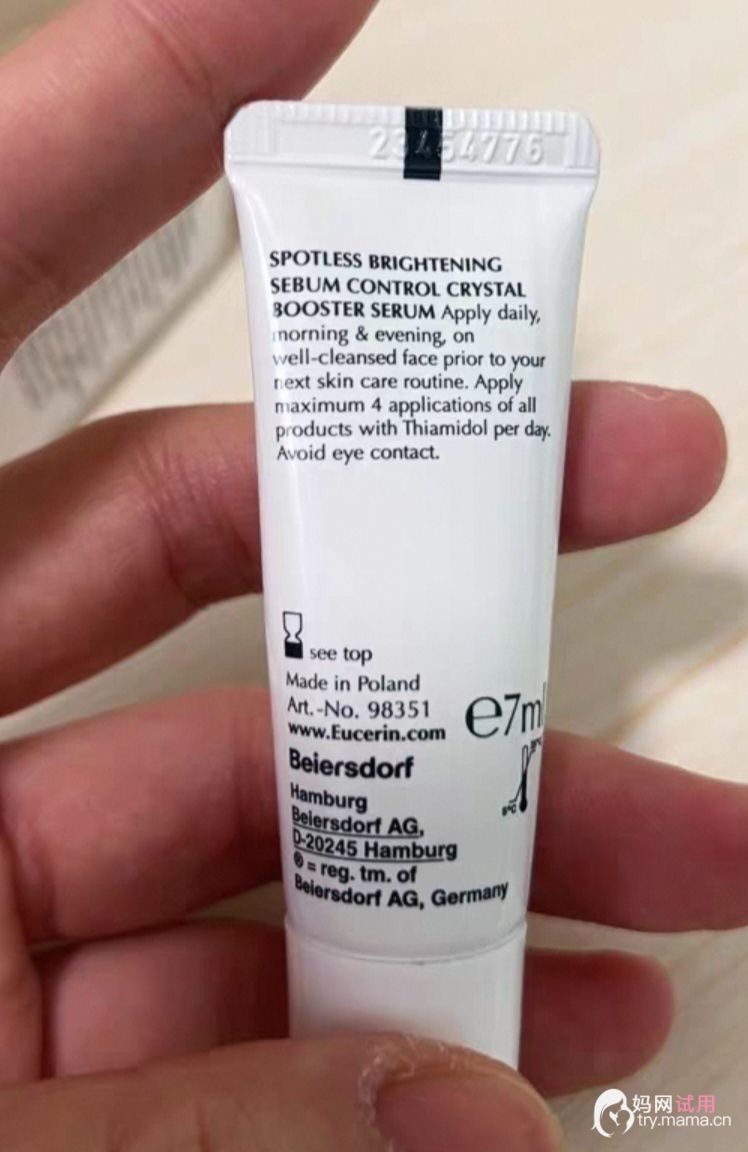 SPOTLESS BRIGHTENING
SEBUM CONTROL CRYSTAL
BOOSTER SERUM Apply daily,
morning & evening, on
well-cleansed face prior to your
next skin care routine. Apply
maximum 4 applications of all
products with Thiamidol per day.
Avoid eye contact.
see top
Made in Poland
Art.-No. 98351
www.Eucerin.com
e7ml
Beiersdorf
5°C
Hamburg
Beiersdorf AG,
D-20245 Hamburg
® = reg. tm. of
Beiersdorf AG, Germany
妈网试用
try.mama.cn